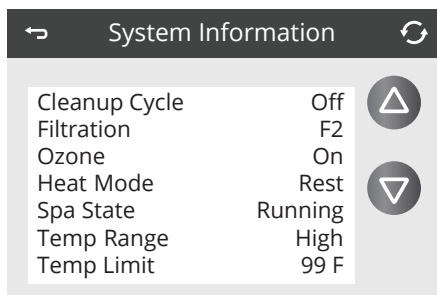 System Information
Cleanup Cycle Off
Filtration F2
Ozone On
Heat Mode Rest
Spa State Running
Temp Range High
Temp Limit 99 F